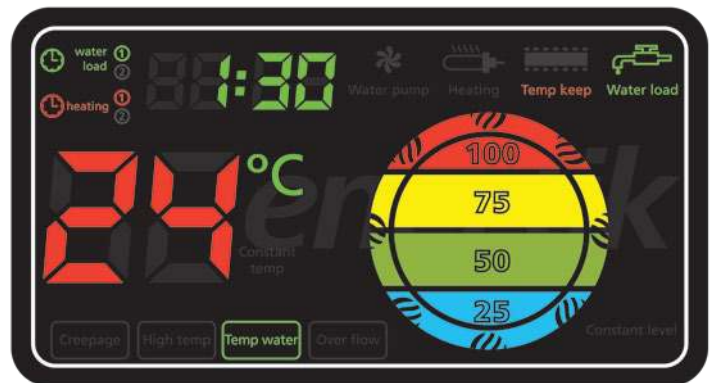 water load ① ②
1:30
Water pump
Heating
Temp keep
Water load
heating ① ②
24 °C
Constant temp
100
75
50
25
Creepage
High temp
Temp water
Over flow
Constant level